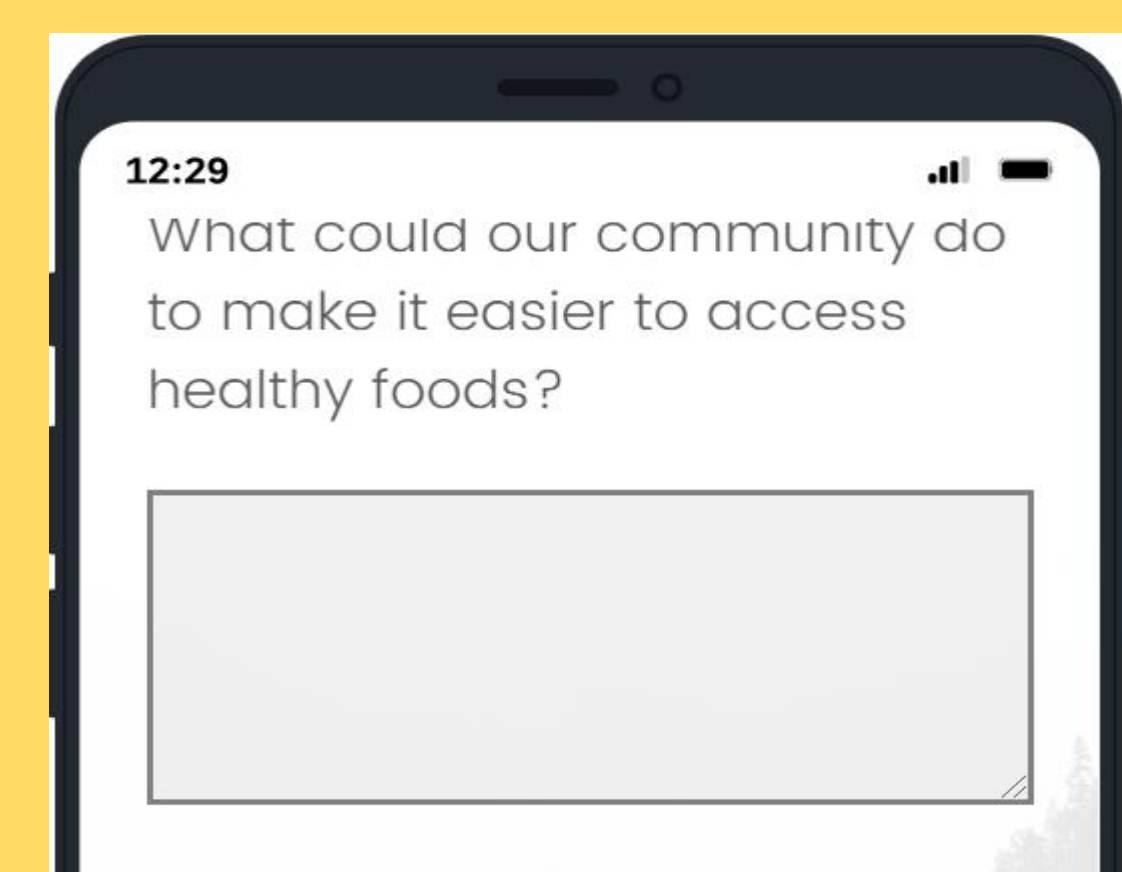 12:29
What could our community do
to make it easier to access
healthy foods?